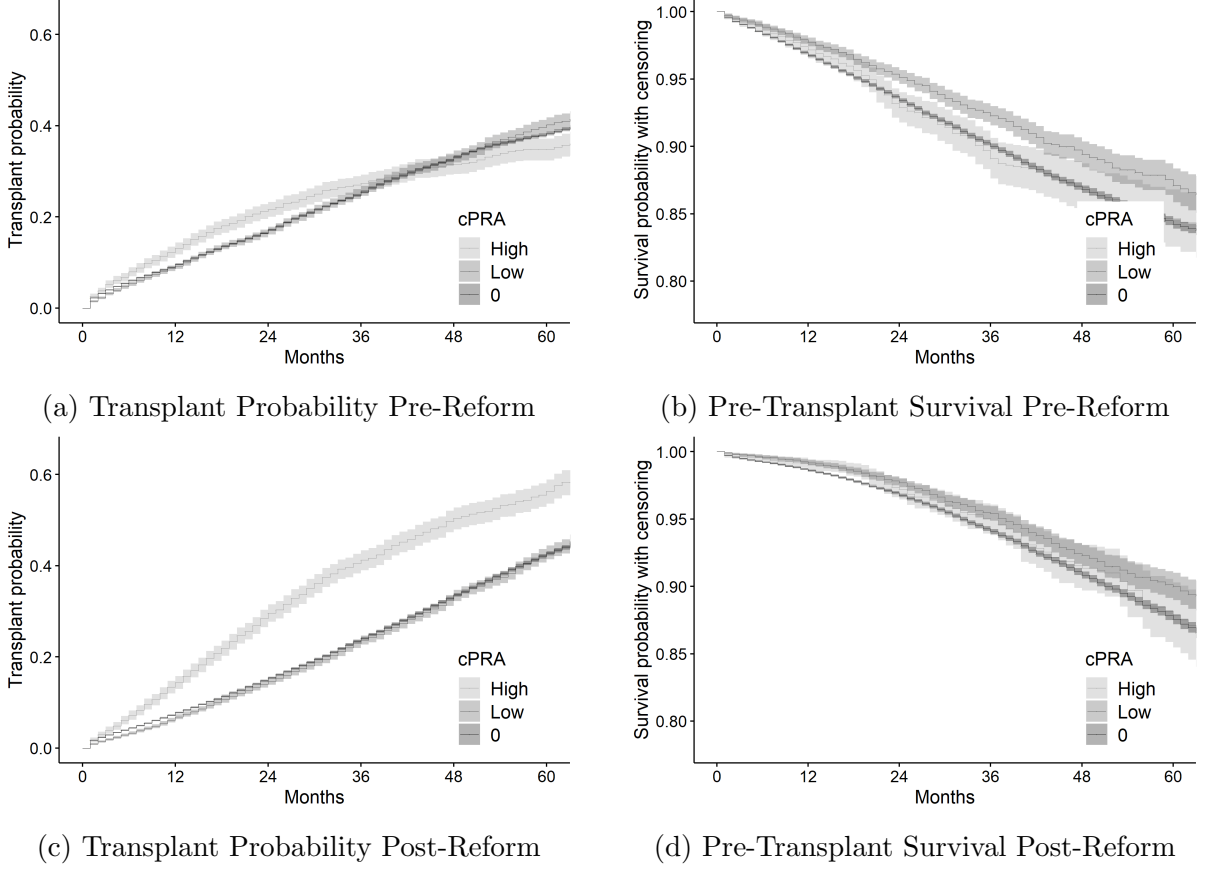 0.6
0.4
0.2
0.0
Transplant probability
0 12 24 36 48 60
Months
cPRA
High
Low
0
(a) Transplant Probability Pre-Reform
1.00
0.95
0.90
0.85
0.80
Survival probability with censoring
0 12 24 36 48 60
Months
cPRA
High
Low
0
(b) Pre-Transplant Survival Pre-Reform
0.6
0.4
0.2
0.0
Transplant probability
0 12 24 36 48 60
Months
cPRA
High
Low
0
(c) Transplant Probability Post-Reform
1.00
0.95
0.90
0.85
0.80
Survival probability with censoring
0 12 24 36 48 60
Months
cPRA
High
Low
0
(d) Pre-Transplant Survival Post-Reform